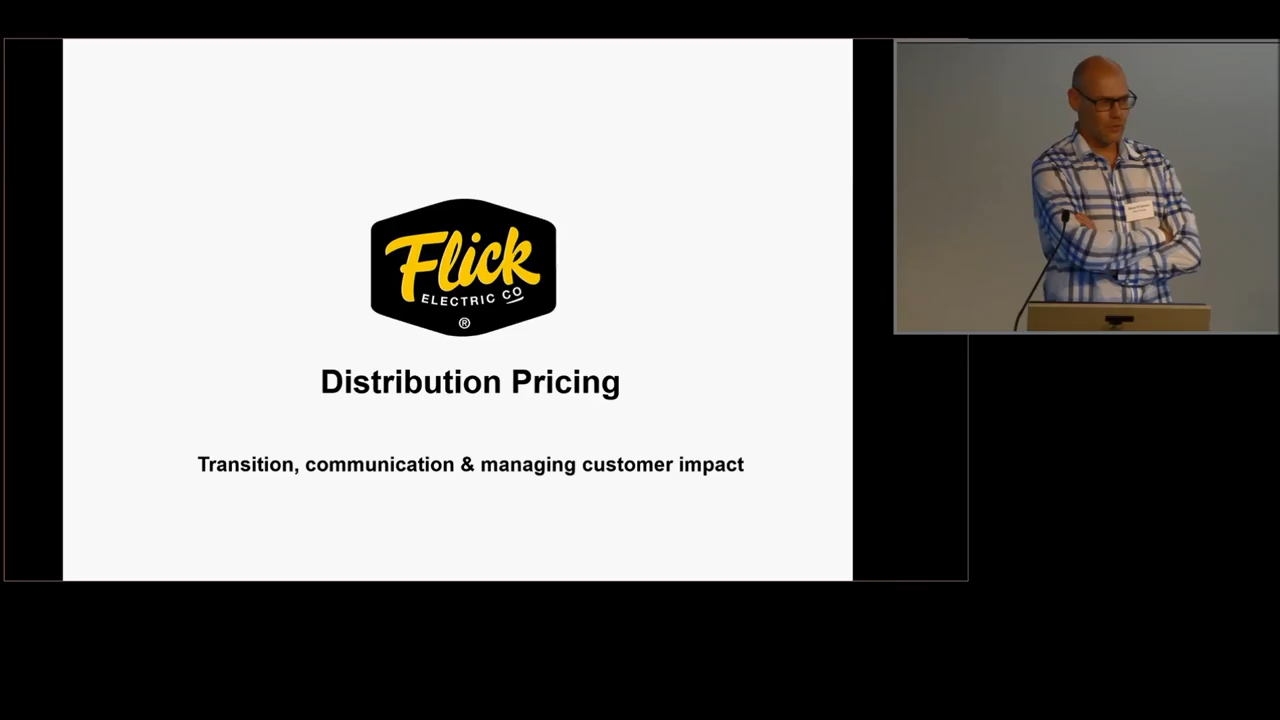 Flick
ELECTRIC CO
®
Distribution Pricing
Transition, communication & managing customer impact